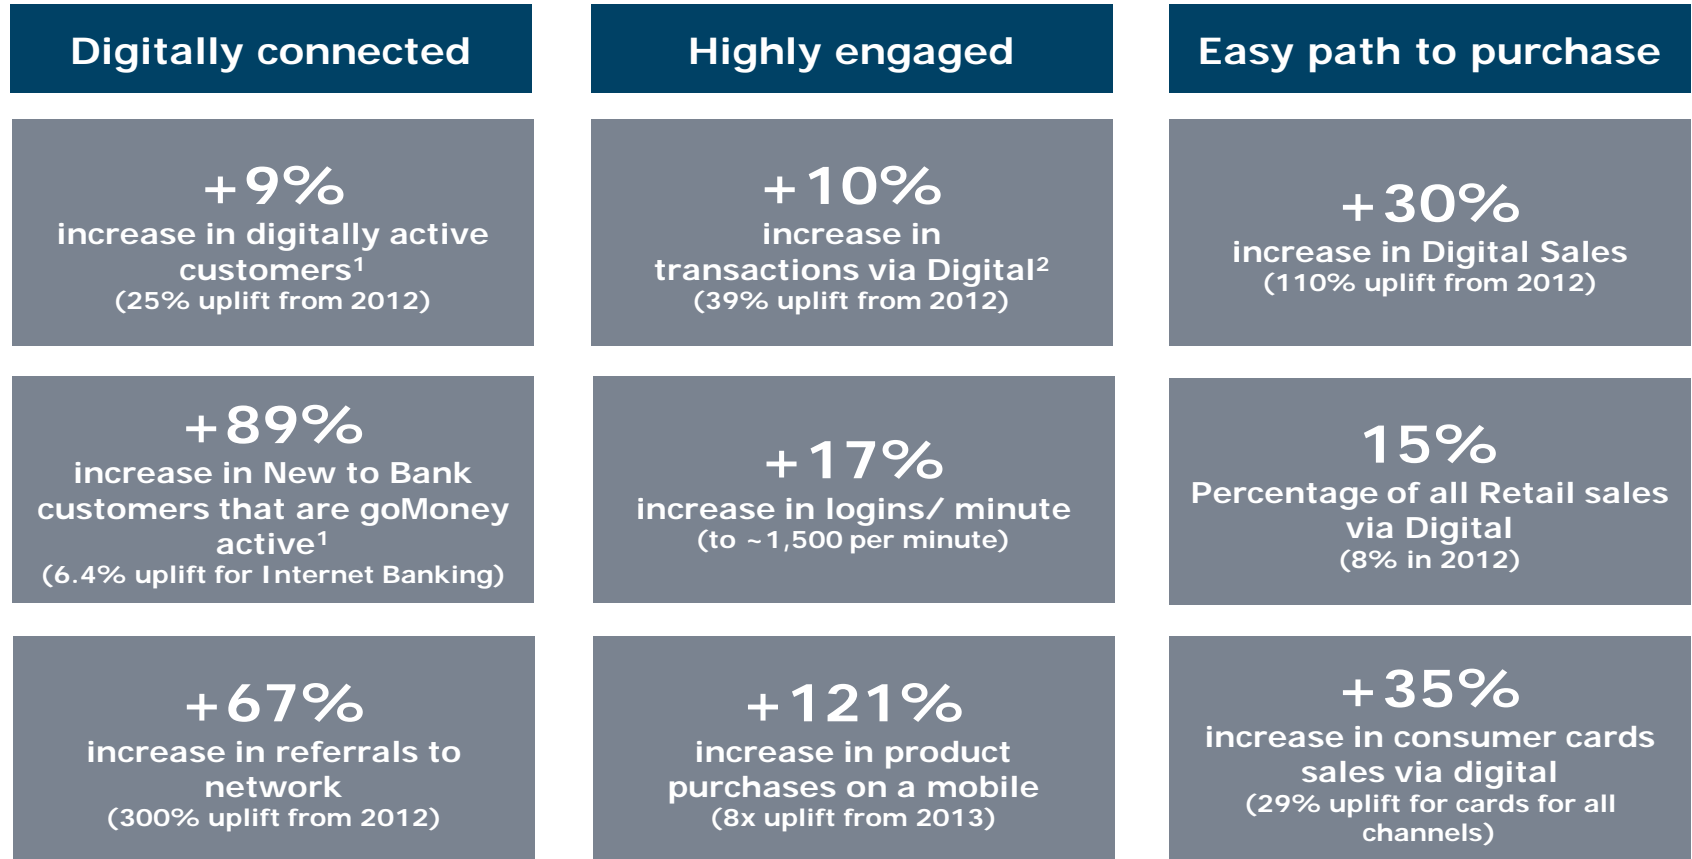 Digitally connected
+9%
increase in digitally active
customers¹
(25% uplift from 2012)
+89%
increase in New to Bank
customers that are goMoney
active¹
(6.4% uplift for Internet Banking)
+67%
increase in referrals to
network
(300% uplift from 2012)
Highly engaged
+10%
increase in
transactions via Digital²
(39% uplift from 2012)
+17%
increase in logins/ minute
(to ~1,500 per minute)
+121%
increase in product
purchases on a mobile
(8x uplift from 2013)
Easy path to purchase
+30%
increase in Digital Sales
(110% uplift from 2012)
15%
Percentage of all Retail sales
via Digital
(8% in 2012)
+35%
increase in consumer cards
sales via digital
(29% uplift for cards for all
channels)